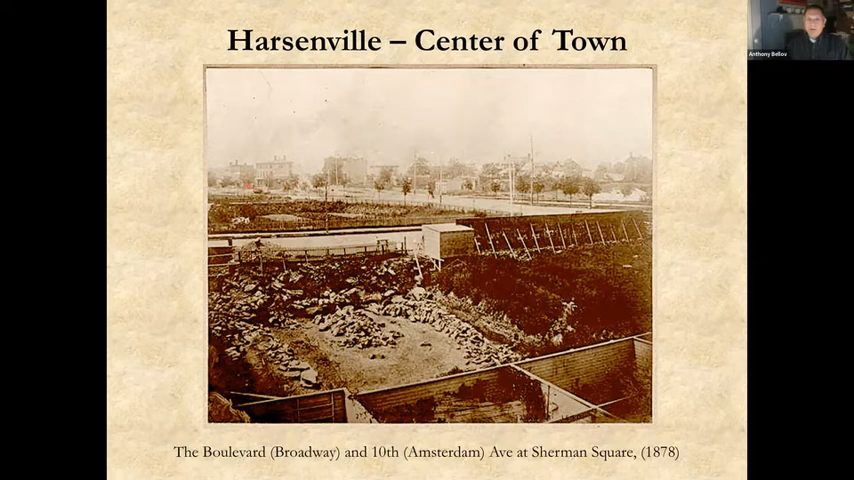 Harsenville – Center of Town
Anthony Bellov
The Boulevard (Broadway) and 10th (Amsterdam) Ave at Sherman Square, (1878)